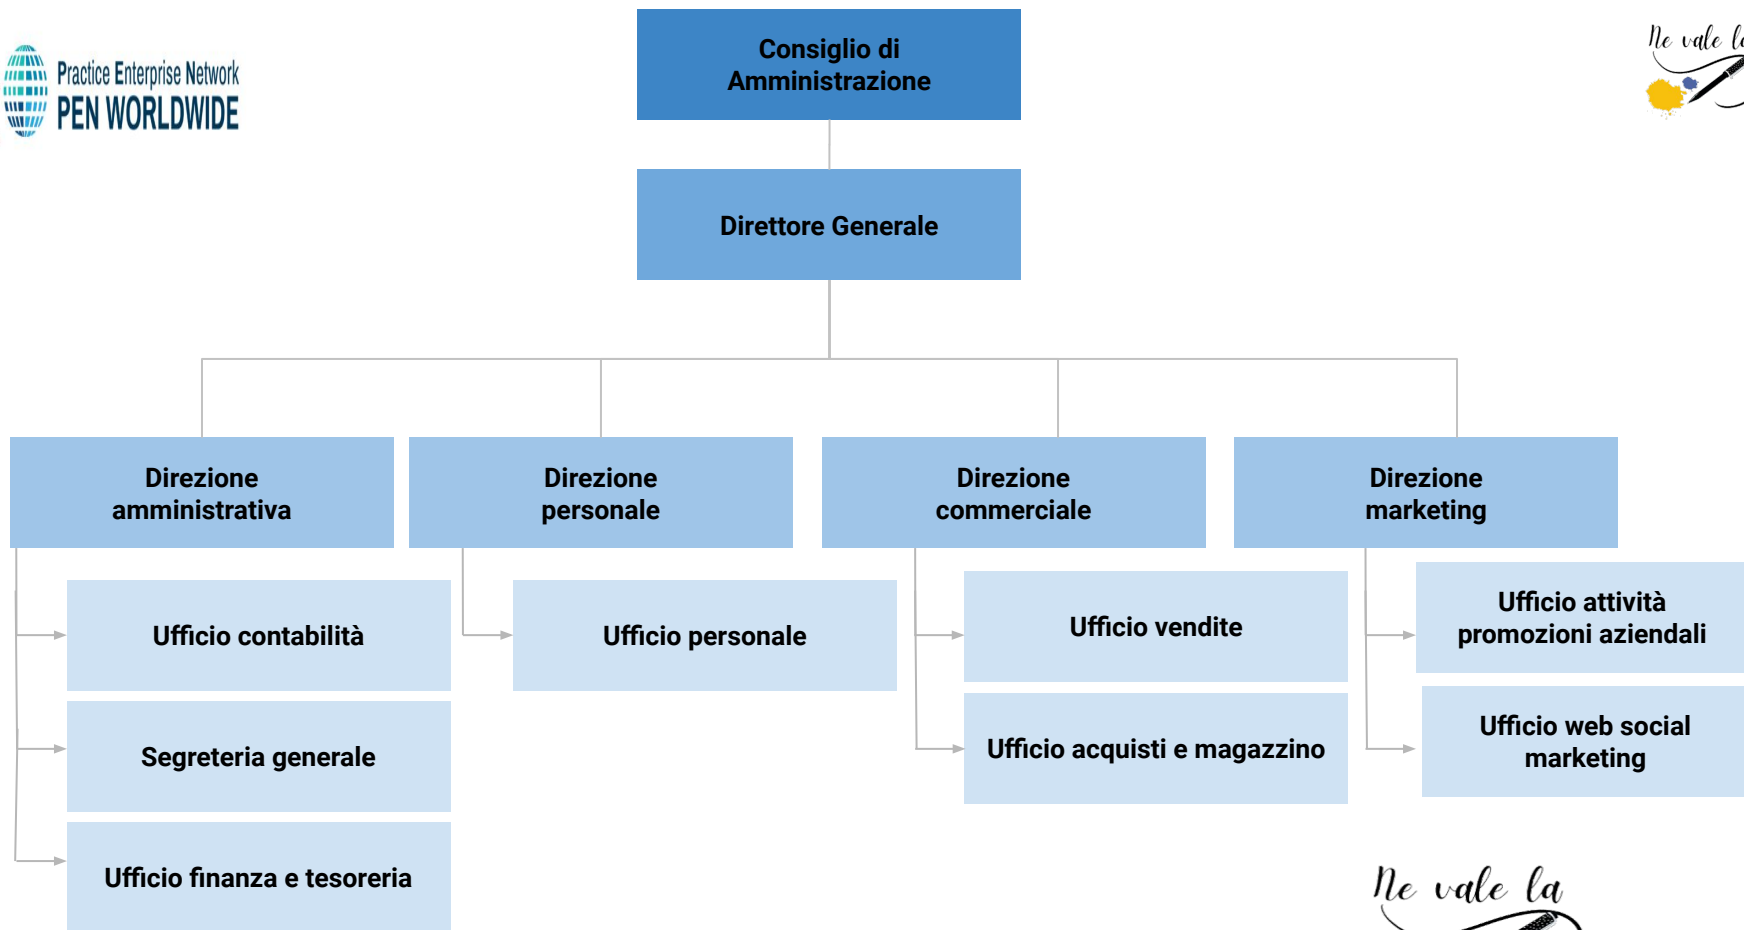 Practice Enterprise Network
PEN WORLDWIDE
Consiglio di
Amministrazione
Ne vale la
Direttore Generale
Direzione
amministrativa
Direzione
personale
Direzione
commerciale
Direzione
marketing
Ufficio contabilità
Segreteria generale
Ufficio finanza e tesoreria
Ufficio personale
Ufficio vendite
Ufficio acquisti e magazzino
Ufficio attività
promozioni aziendali
Ufficio web social
marketing
Ne vale la